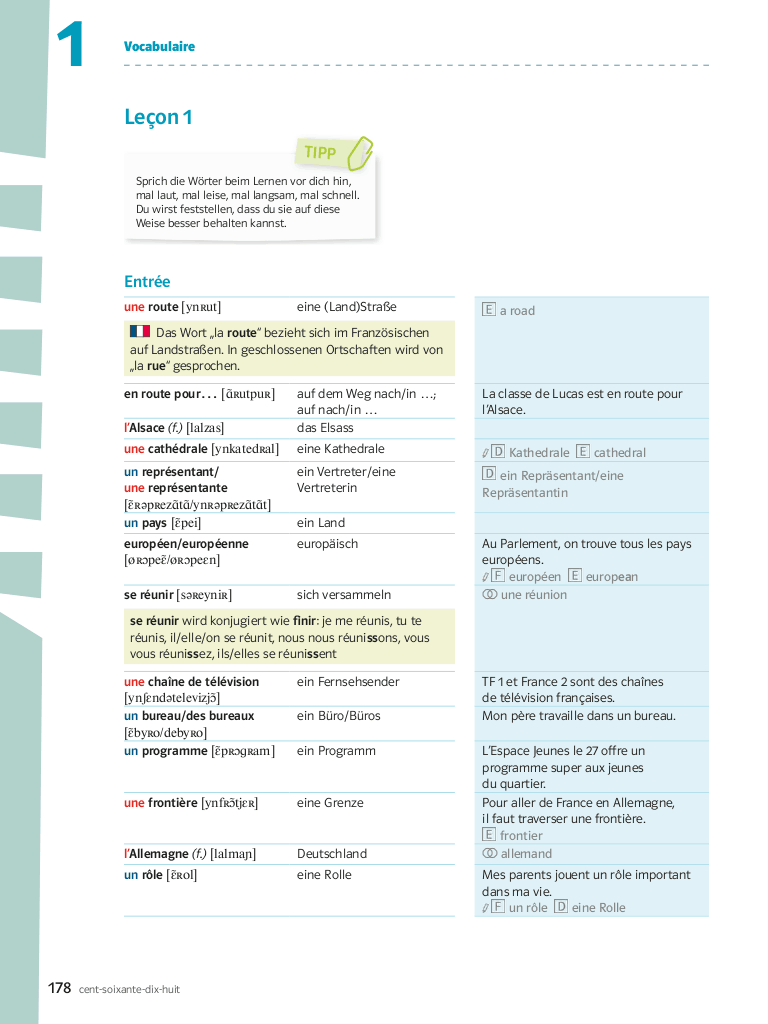 1
Vocabulaire
Leçon 1
TIPP
Sprich die Wörter beim Lernen vor dich hin,
mal laut, mal leise, mal langsam, mal schnell.
Du wirst feststellen, dass du sie auf diese
Weise besser behalten kannst.
Entrée
une route [ynʀut] eine (Land)Straße E a road
Das Wort „la route“ bezieht sich im Französischen
auf Landstraßen. In geschlossenen Ortschaften wird von
„la rue“ gesprochen.
en route pour… [ɑ̃ʀutpuʀ] auf dem Weg nach/in …; La classe de Lucas est en route pour
auf nach/in … l’Alsace.
l’Alsace (f.) [lalzas] das Elsass
une cathédrale [ynkatedʀal] eine Kathedrale D Kathedrale E cathedral
un représentant/ ein Vertreter/eine D ein Repräsentant/eine
une représentante Vertreterin Repräsentantin
[ɛ̃ʀəpʀezɑ̃tɑ̃/ynʀəpʀezɑ̃tɑ̃t]
un pays [ɛ̃pei] ein Land
européen/européenne europäisch Au Parlement, on trouve tous les pays
[øʀɔpeɛ̃/øʀɔpeɛn] européens.
F européen E european
se réunir [səʀeyniʀ] sich versammeln une réunion
se réunir wird konjugiert wie finir: je me réunis, tu te
réunis, il/elle/on se réunit, nous nous réunissons, vous
vous réunissez, ils/elles se réunissent
une chaîne de télévision ein Fernsehsender TF 1 et France 2 sont des chaînes
[ynʃɛndətelevizjɔ̃] de télévision françaises.
un bureau/des bureaux ein Büro/Büros Mon père travaille dans un bureau.
[ɛ̃byʀo/debyʀo]
un programme [ɛ̃pʀɔgʀam] ein Programm L’Espace Jeunes le 27 offre un
programme super aux jeunes
du quartier.
une frontière [ynfʀɔ̃tjɛʀ] eine Grenze Pour aller de France en Allemagne,
il faut traverser une frontière.
E frontier
l’Allemagne (f.) [lalmaɲ] Deutschland allemand
un rôle [ɛ̃ʀol] eine Rolle Mes parents jouent un rôle important
dans ma vie.
F un rôle D eine Rolle
178 cent-soixante-dix-huit